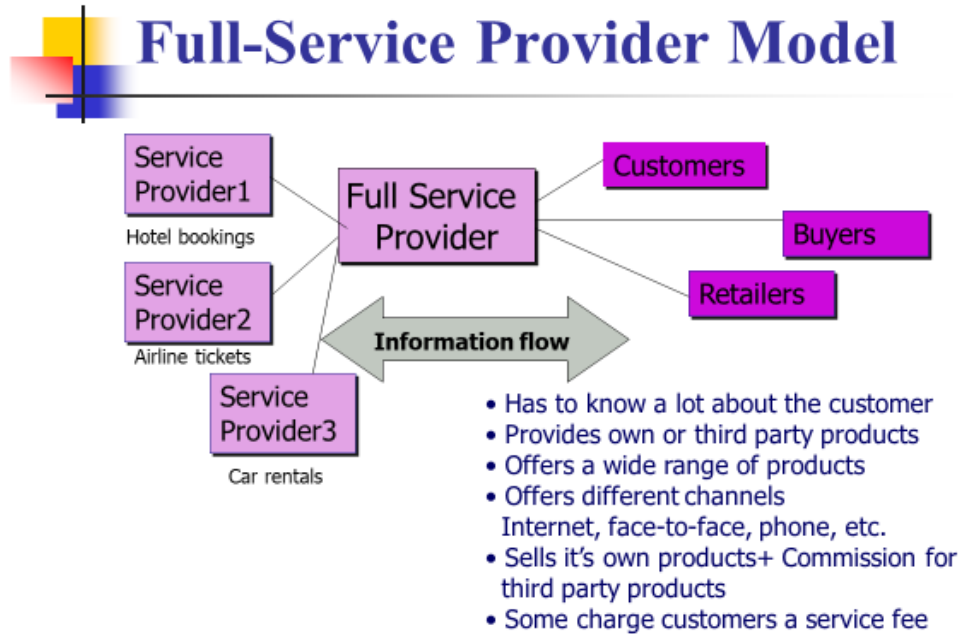 Full-Service Provider Model
Service
Provider1
Hotel bookings
Service
Provider2
Airline tickets
Service
Provider3
Car rentals
Full Service
Provider
Customers
Buyers
Retailers
Information flow
• Has to know a lot about the customer
• Provides own or third party products
• Offers a wide range of products
• Offers different channels
Internet, face-to-face, phone, etc.
• Sells it's own products+ Commission for
third party products
• Some charge customers a service fee